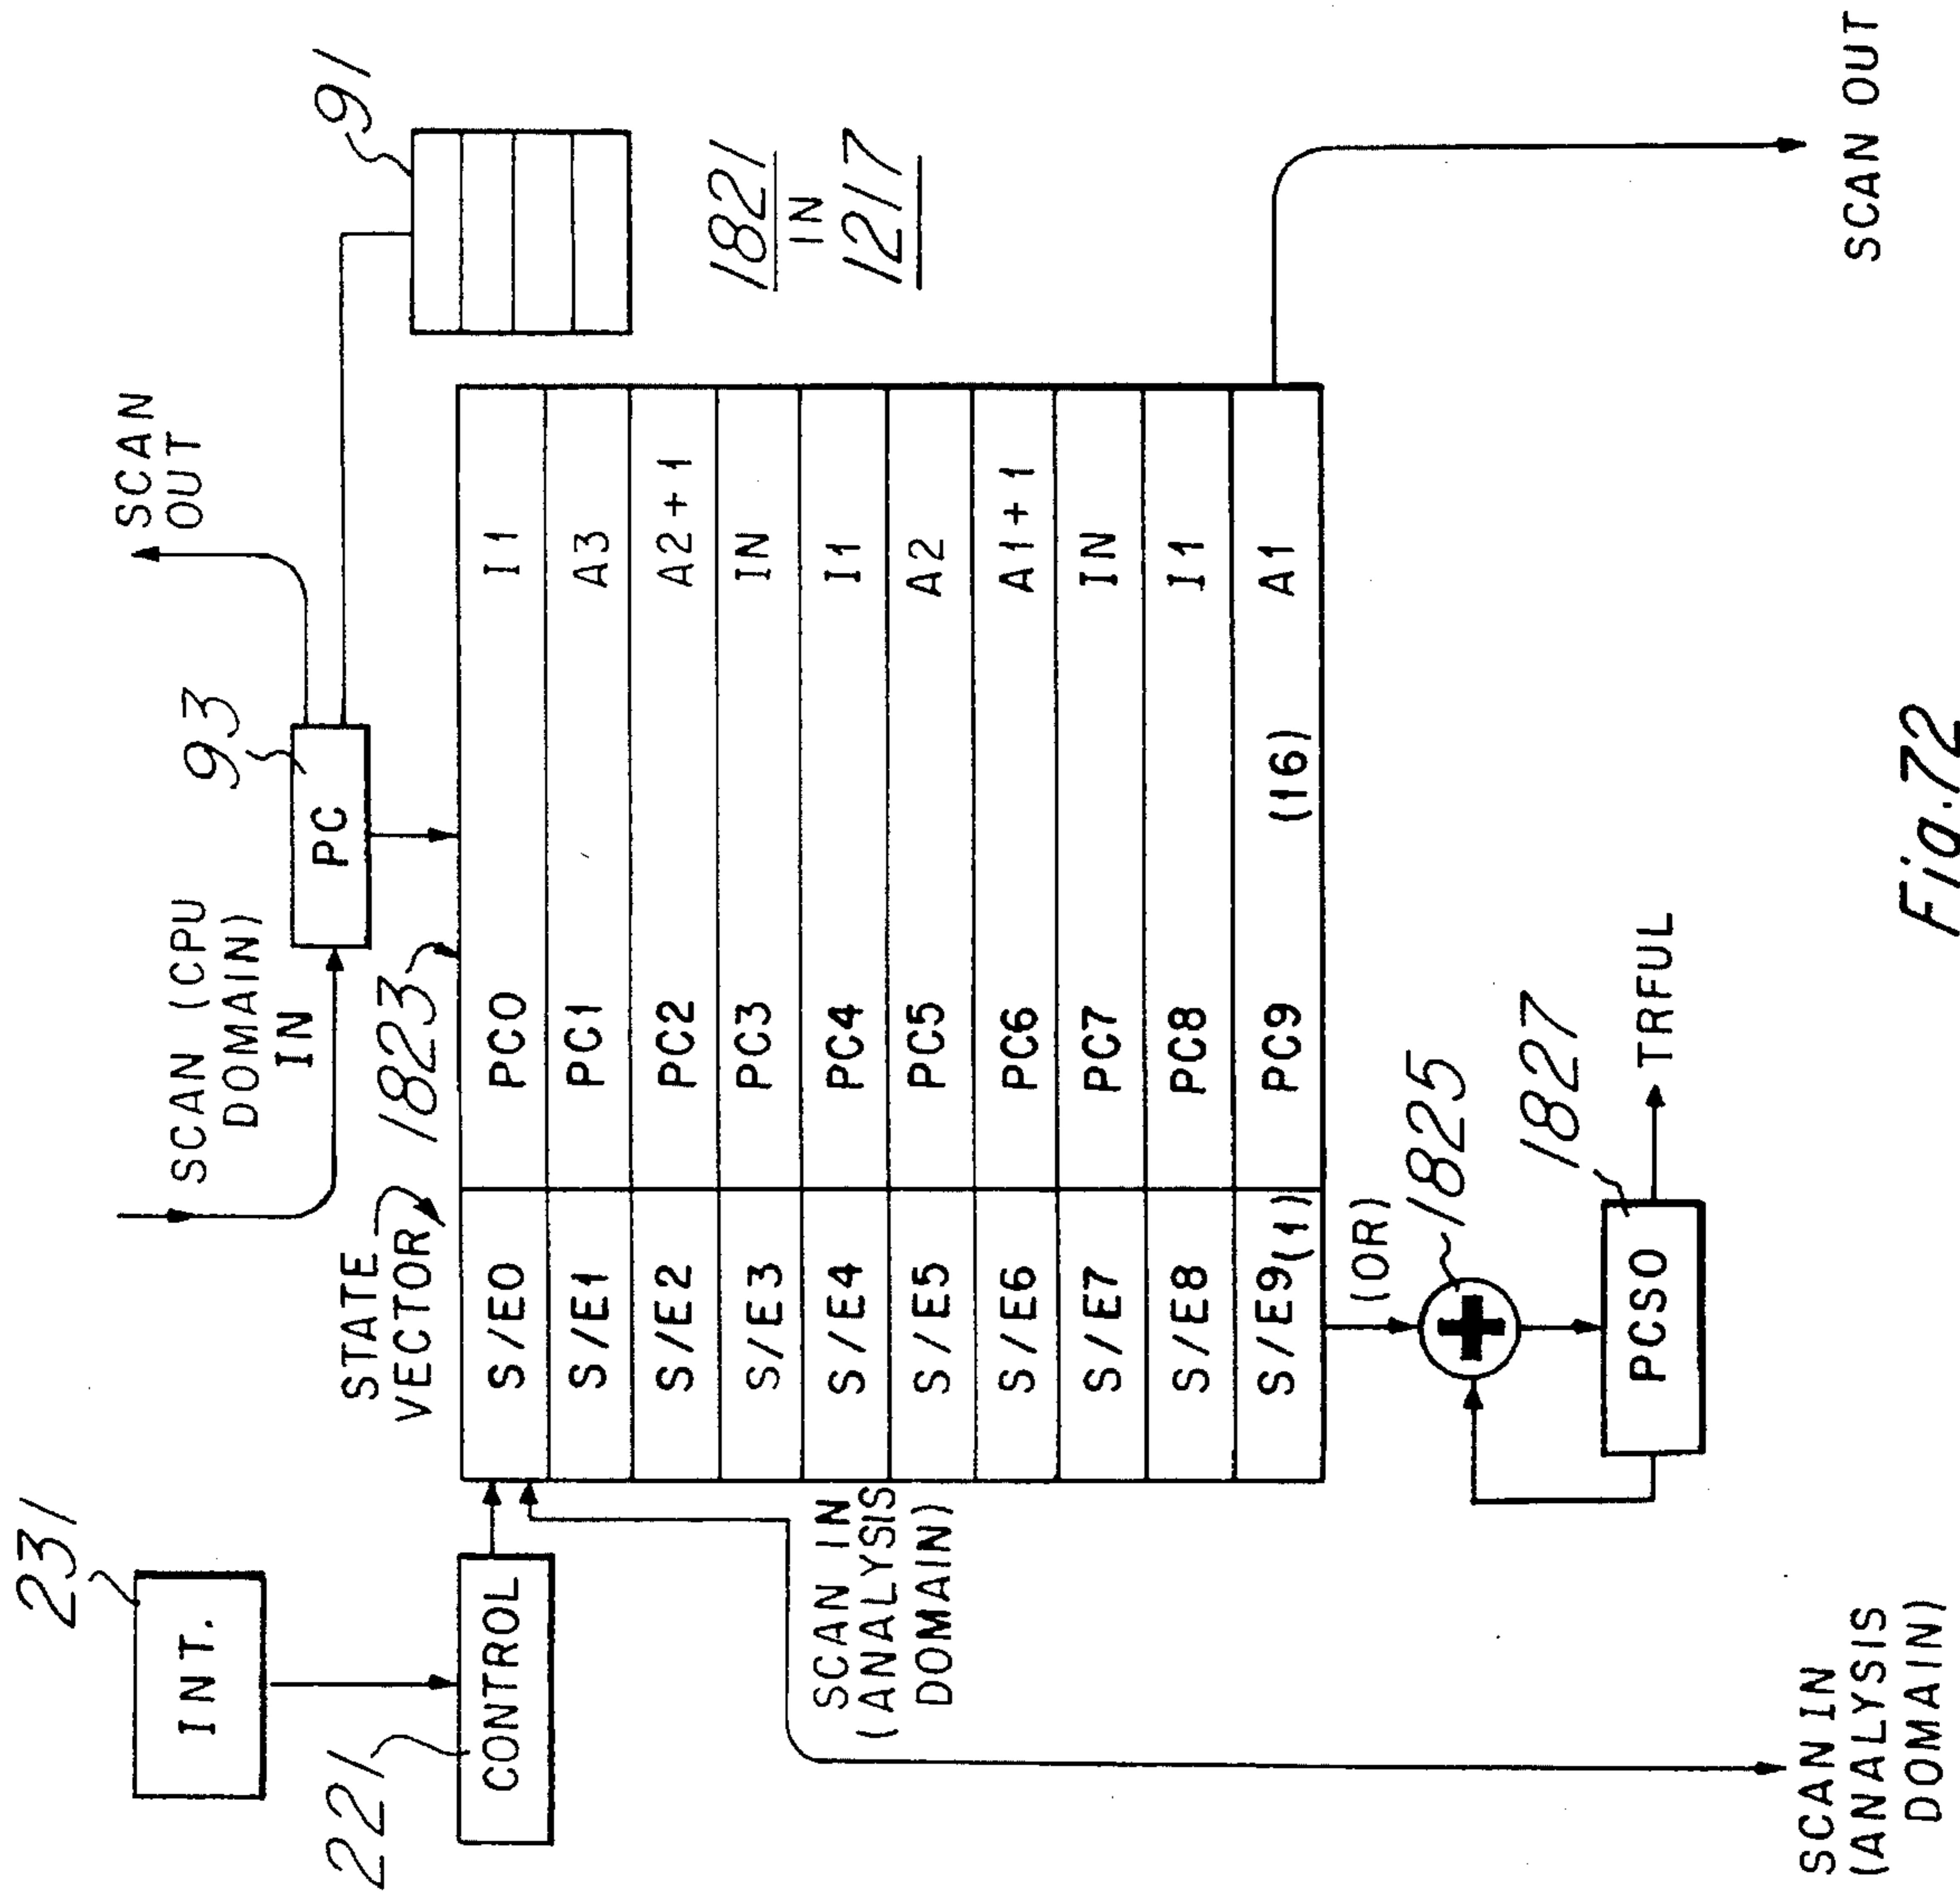 231
INT.
221
CONTROL
SCAN (CPU
DOMAIN)
IN
93
PC
SCAN
OUT
91
STATE
VECTOR
1823
S/E0 PC0 I1
S/E1 PC1 A3
S/E2 PC2 A2+1
S/E3 PC3 IN
S/E4 PC4 I1
S/E5 PC5 A2
S/E6 PC6 A1+1
S/E7 PC7 IN
S/E8 PC8 I1
S/E9(1) PC9 (16) A1
1821
IN
1217
SCAN IN
(ANALYSIS
DOMAIN)
(OR)
1825
1827
PCSO
TRFUL
SCAN IN
(ANALYSIS
DOMAIN)
SCAN OUT
Fig. 72